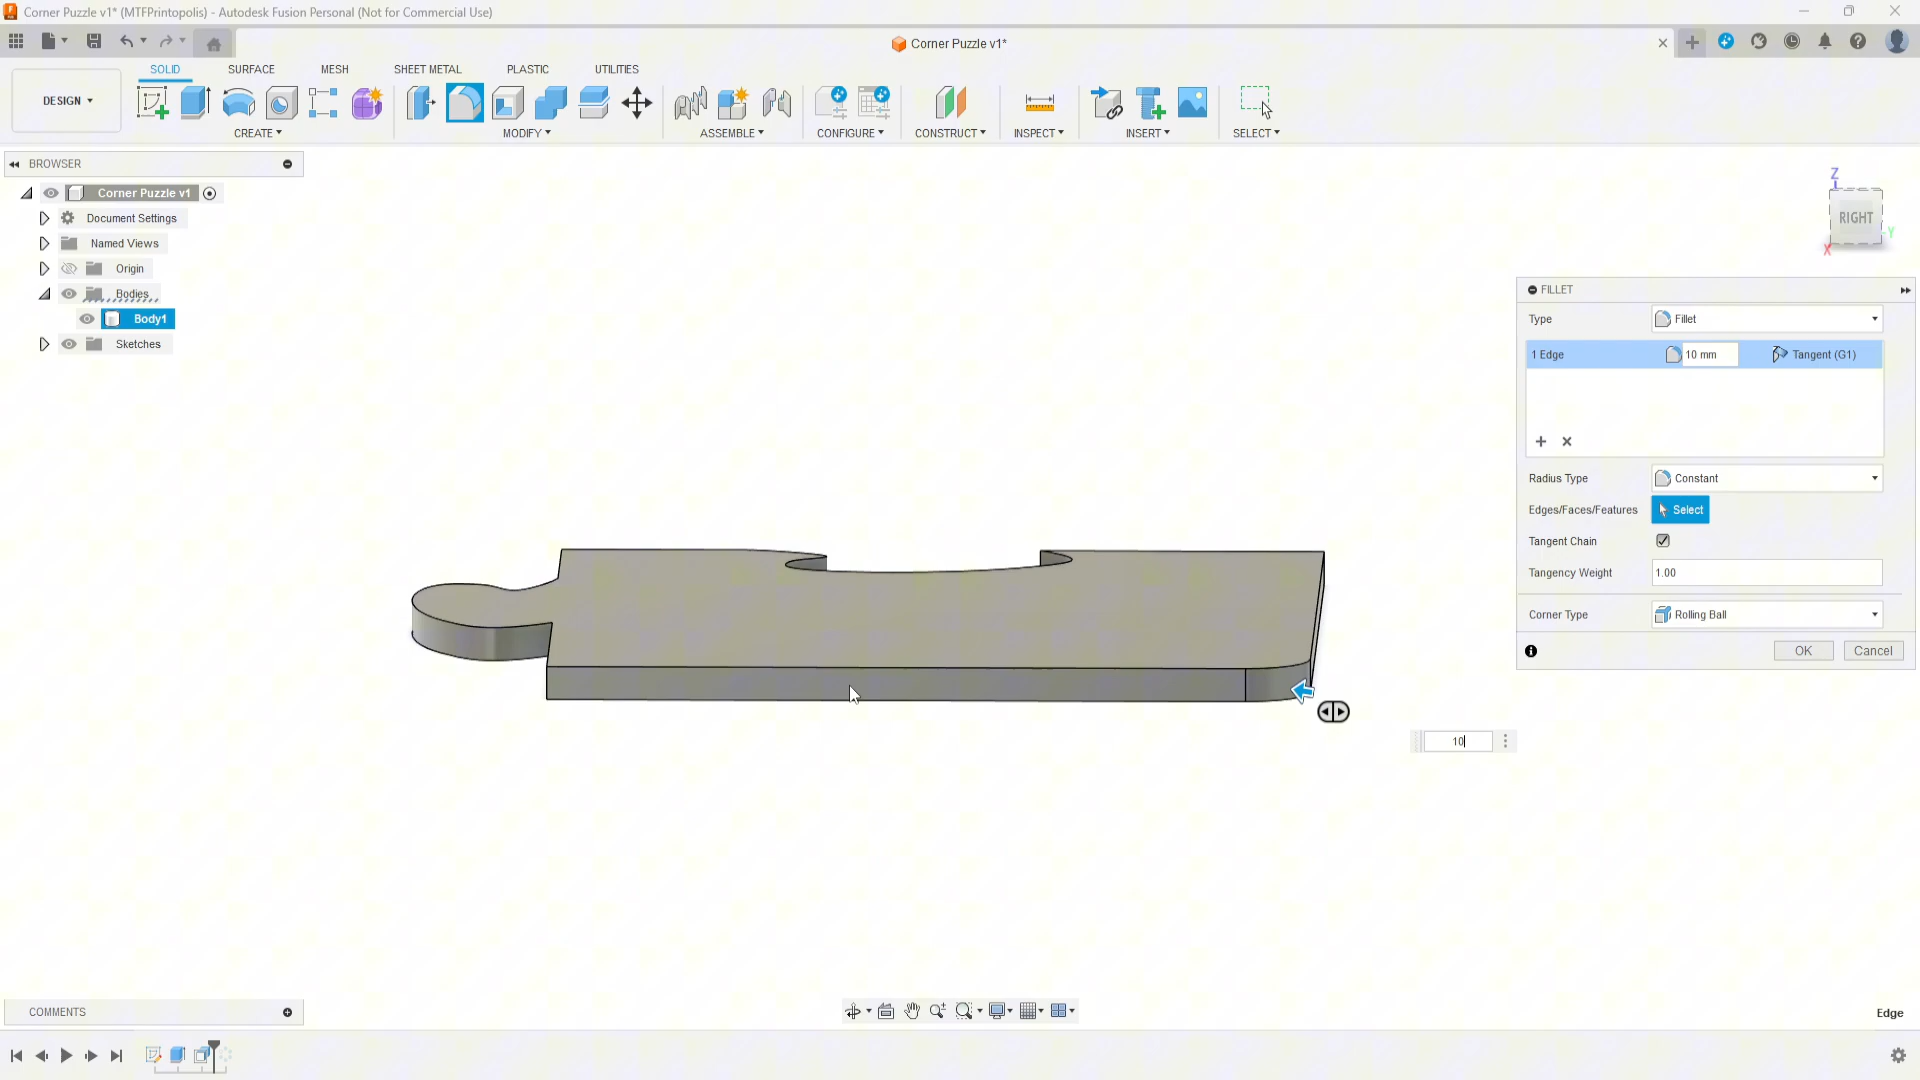 Corner Puzzle v1* (MTFPrintopolis) - Autodesk Fusion Personal (Not for Commercial Use)
Corner Puzzle v1*
SOLID SURFACE MESH SHEET METAL PLASTIC UTILITIES
DESIGN
CREATE MODIFY ASSEMBLE CONFIGURE CONSTRUCT INSPECT INSERT SELECT
BROWSER
Corner Puzzle v1
Document Settings
Named Views
Origin
Bodies
Body1
Sketches
Z
RIGHT
Y
X
FILLET
Type Fillet
1 Edge 10 mm Tangent (G1)
Radius Type Constant
Edges/Faces/Features Select
Tangent Chain
Tangency Weight 1.00
Corner Type Rolling Ball
OK Cancel
10
COMMENTS
Edge